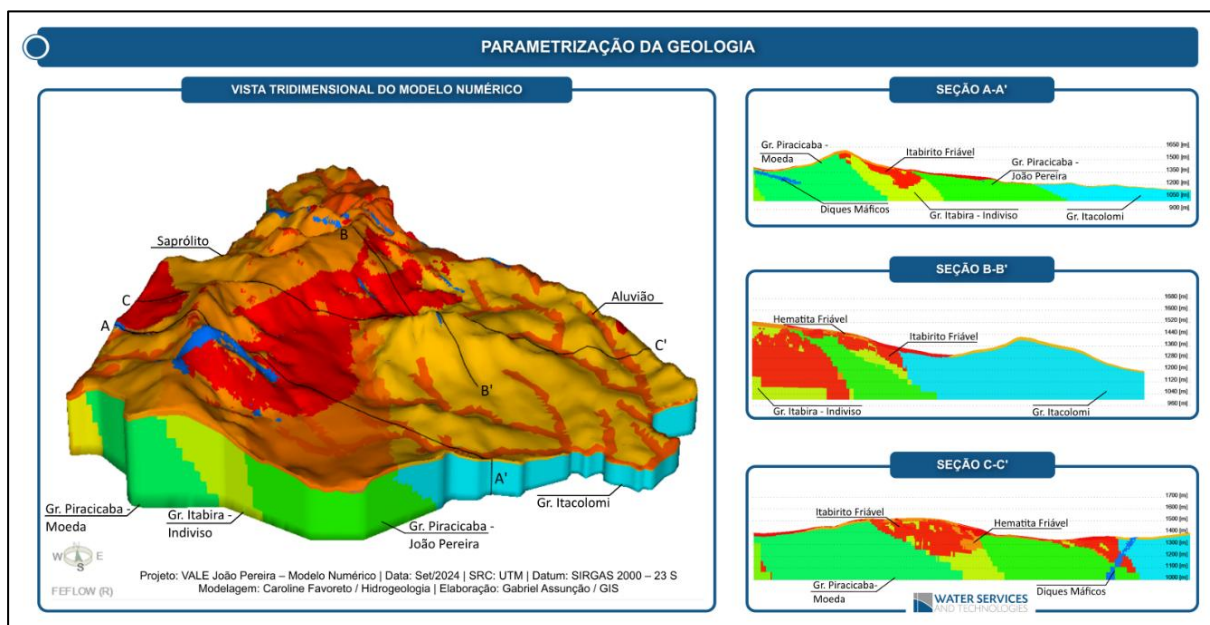 PARAMETRIZAÇÃO DA GEOLOGIA
VISTA TRIDIMENSIONAL DO MODELO NUMÉRICO
Saprólito
B
C
A
Aluvião
C'
B'
A'
Gr. Itacolomi
Gr. Piracicaba -
Moeda
Gr. Itabira -
Indiviso
Gr. Piracicaba -
João Pereira
N
W E
S
FEFLOW (R)
Projeto: VALE João Pereira – Modelo Numérico | Data: Set/2024 | SRC: UTM | Datum: SIRGAS 2000 – 23 S
Modelagem: Caroline Favoreto / Hidrogeologia | Elaboração: Gabriel Assunção / GIS
SEÇÃO A-A'
Gr. Piracicaba -
Moeda
Itabirito Friável
Gr. Piracicaba -
João Pereira
Diques Máficos
Gr. Itabira - Indiviso
Gr. Itacolomi
1650 [m]
1500 [m]
1350 [m]
1200 [m]
1050 [m]
900 [m]
SEÇÃO B-B'
Hematita Friável
Itabirito Friável
Gr. Itabira - Indiviso
Gr. Itacolomi
1680 [m]
1600 [m]
1520 [m]
1440 [m]
1360 [m]
1280 [m]
1200 [m]
1120 [m]
1040 [m]
960 [m]
SEÇÃO C-C'
Itabirito Friável
Hematita Friável
Gr. Piracicaba-
Moeda
Diques Máficos
1700 [m]
1600 [m]
1500 [m]
1400 [m]
1300 [m]
1200 [m]
1100 [m]
1000 [m]
WATER SERVICES
AND TECHNOLOGIES